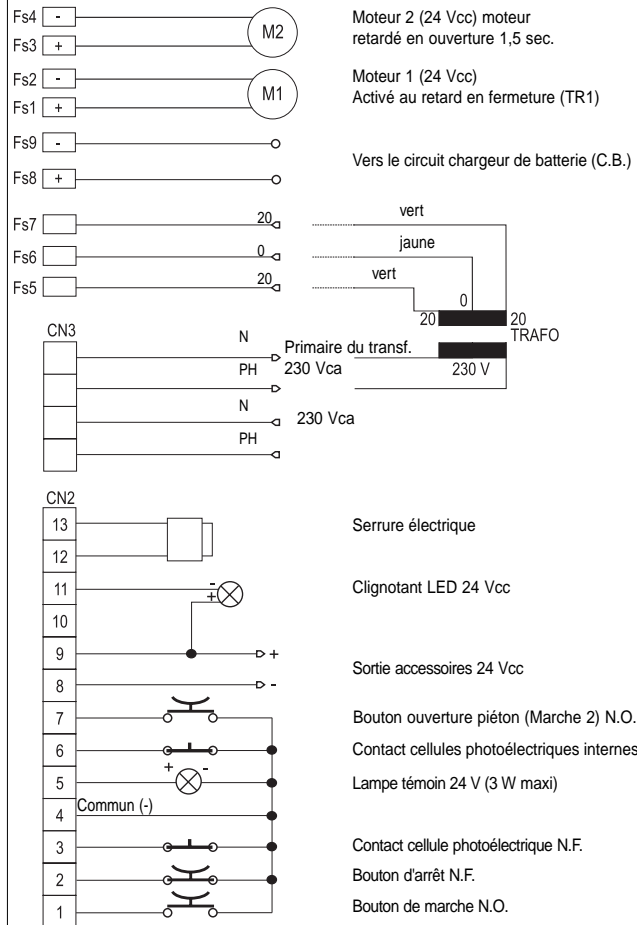 Fs4 - Moteur 2 (24 Vcc) moteur
M2
Fs3 + retardé en ouverture 1,5 sec.
Fs2 - Moteur 1 (24 Vcc)
M1
Fs1 + Activé au retard en fermeture (TR1)
Fs9 -
Vers le circuit chargeur de batterie (C.B.)
Fs8 +
Fs7 20 vert
Fs6 0 jaune
Fs5 20 vert
0
20 20
TRAFO
CN3
N
Primaire du transf.
PH 230 Vca 230 V
N
230 Vca
PH
CN2
13 Serrure électrique
12
11 - Clignotant LED 24 Vcc
+
10
9 +
Sortie accessoires 24 Vcc
8 -
7 Bouton ouverture piéton (Marche 2) N.O.
6 Contact cellules photoélectriques internes
5 + - Lampe témoin 24 V (3 W maxi)
4 Commun (-)
3 Contact cellule photoélectrique N.F.
2 Bouton d'arrêt N.F.
1 Bouton de marche N.O.